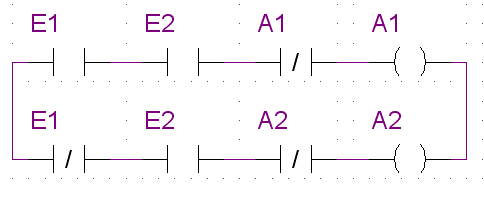 E1 E2 A1 A1
/
E1 E2 A2 A2
/ /